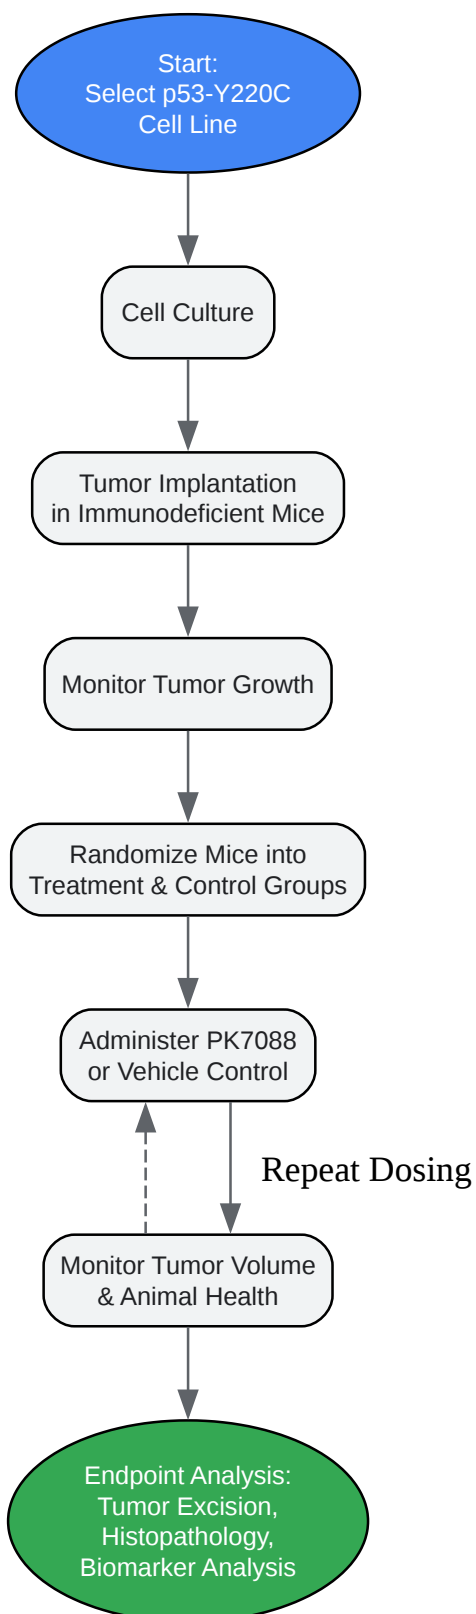 Start:
Select p53-Y220C
Cell Line
Cell Culture
Tumor Implantation
in Immunodeficient Mice
Monitor Tumor Growth
Randomize Mice into
Treatment & Control Groups
Administer PK7088
or Vehicle Control
Repeat Dosing
Monitor Tumor Volume
& Animal Health
Endpoint Analysis:
Tumor Excision,
Histopathology,
Biomarker Analysis